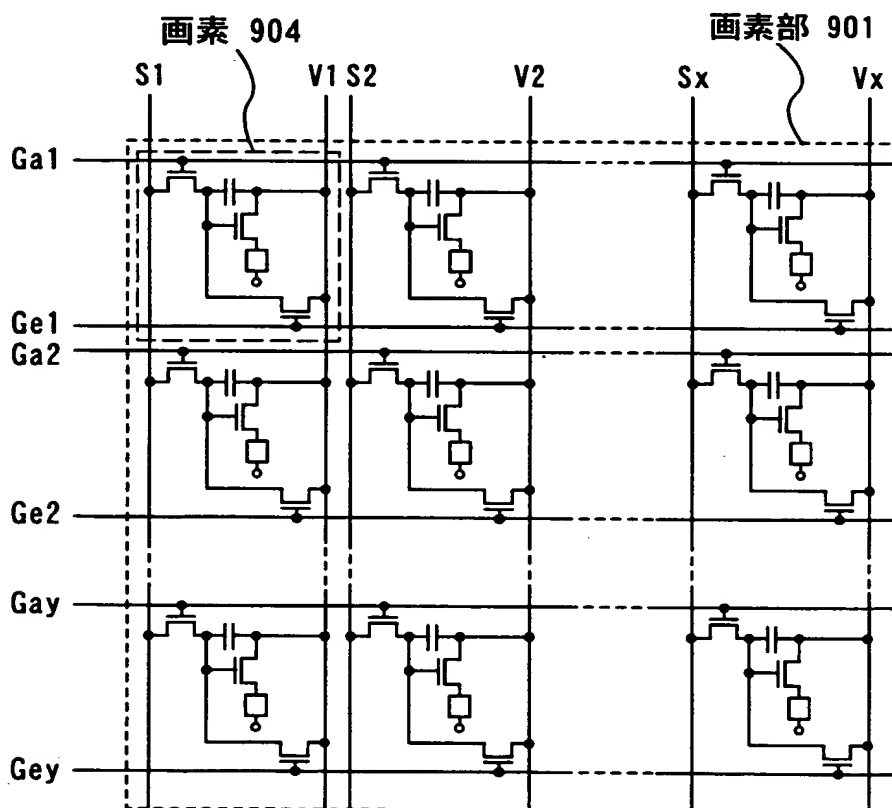 画素 904
画素部 901
S1 V1 S2 V2 Sx Vx
Ga1
Ge1
Ga2
Ge2
Gay
Gey